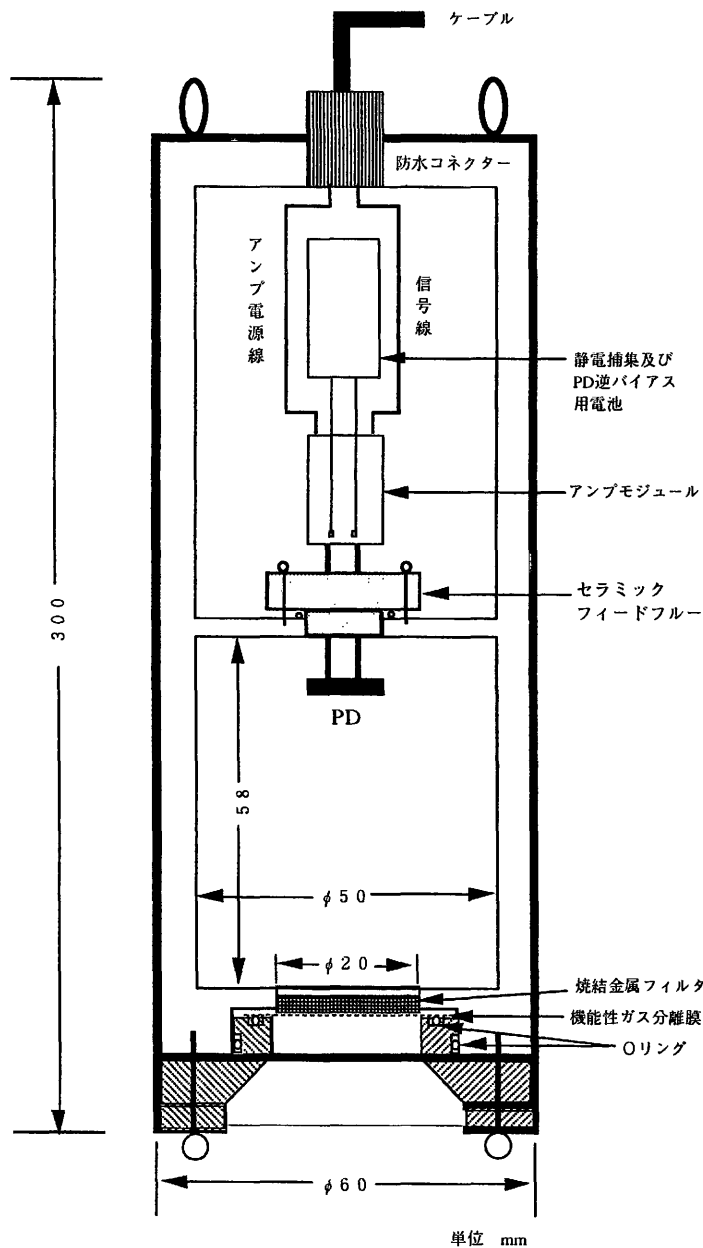 ケーブル
防水コネクター
アンプ電源線
信号線
静電捕集及び
PD逆バイアス
用電池
アンプモジュール
セラミック
フィードフルー
300
PD
58
φ50
φ20
焼結金属フィルタ
機能性ガス分離膜
Oリング
φ60
単位 mm